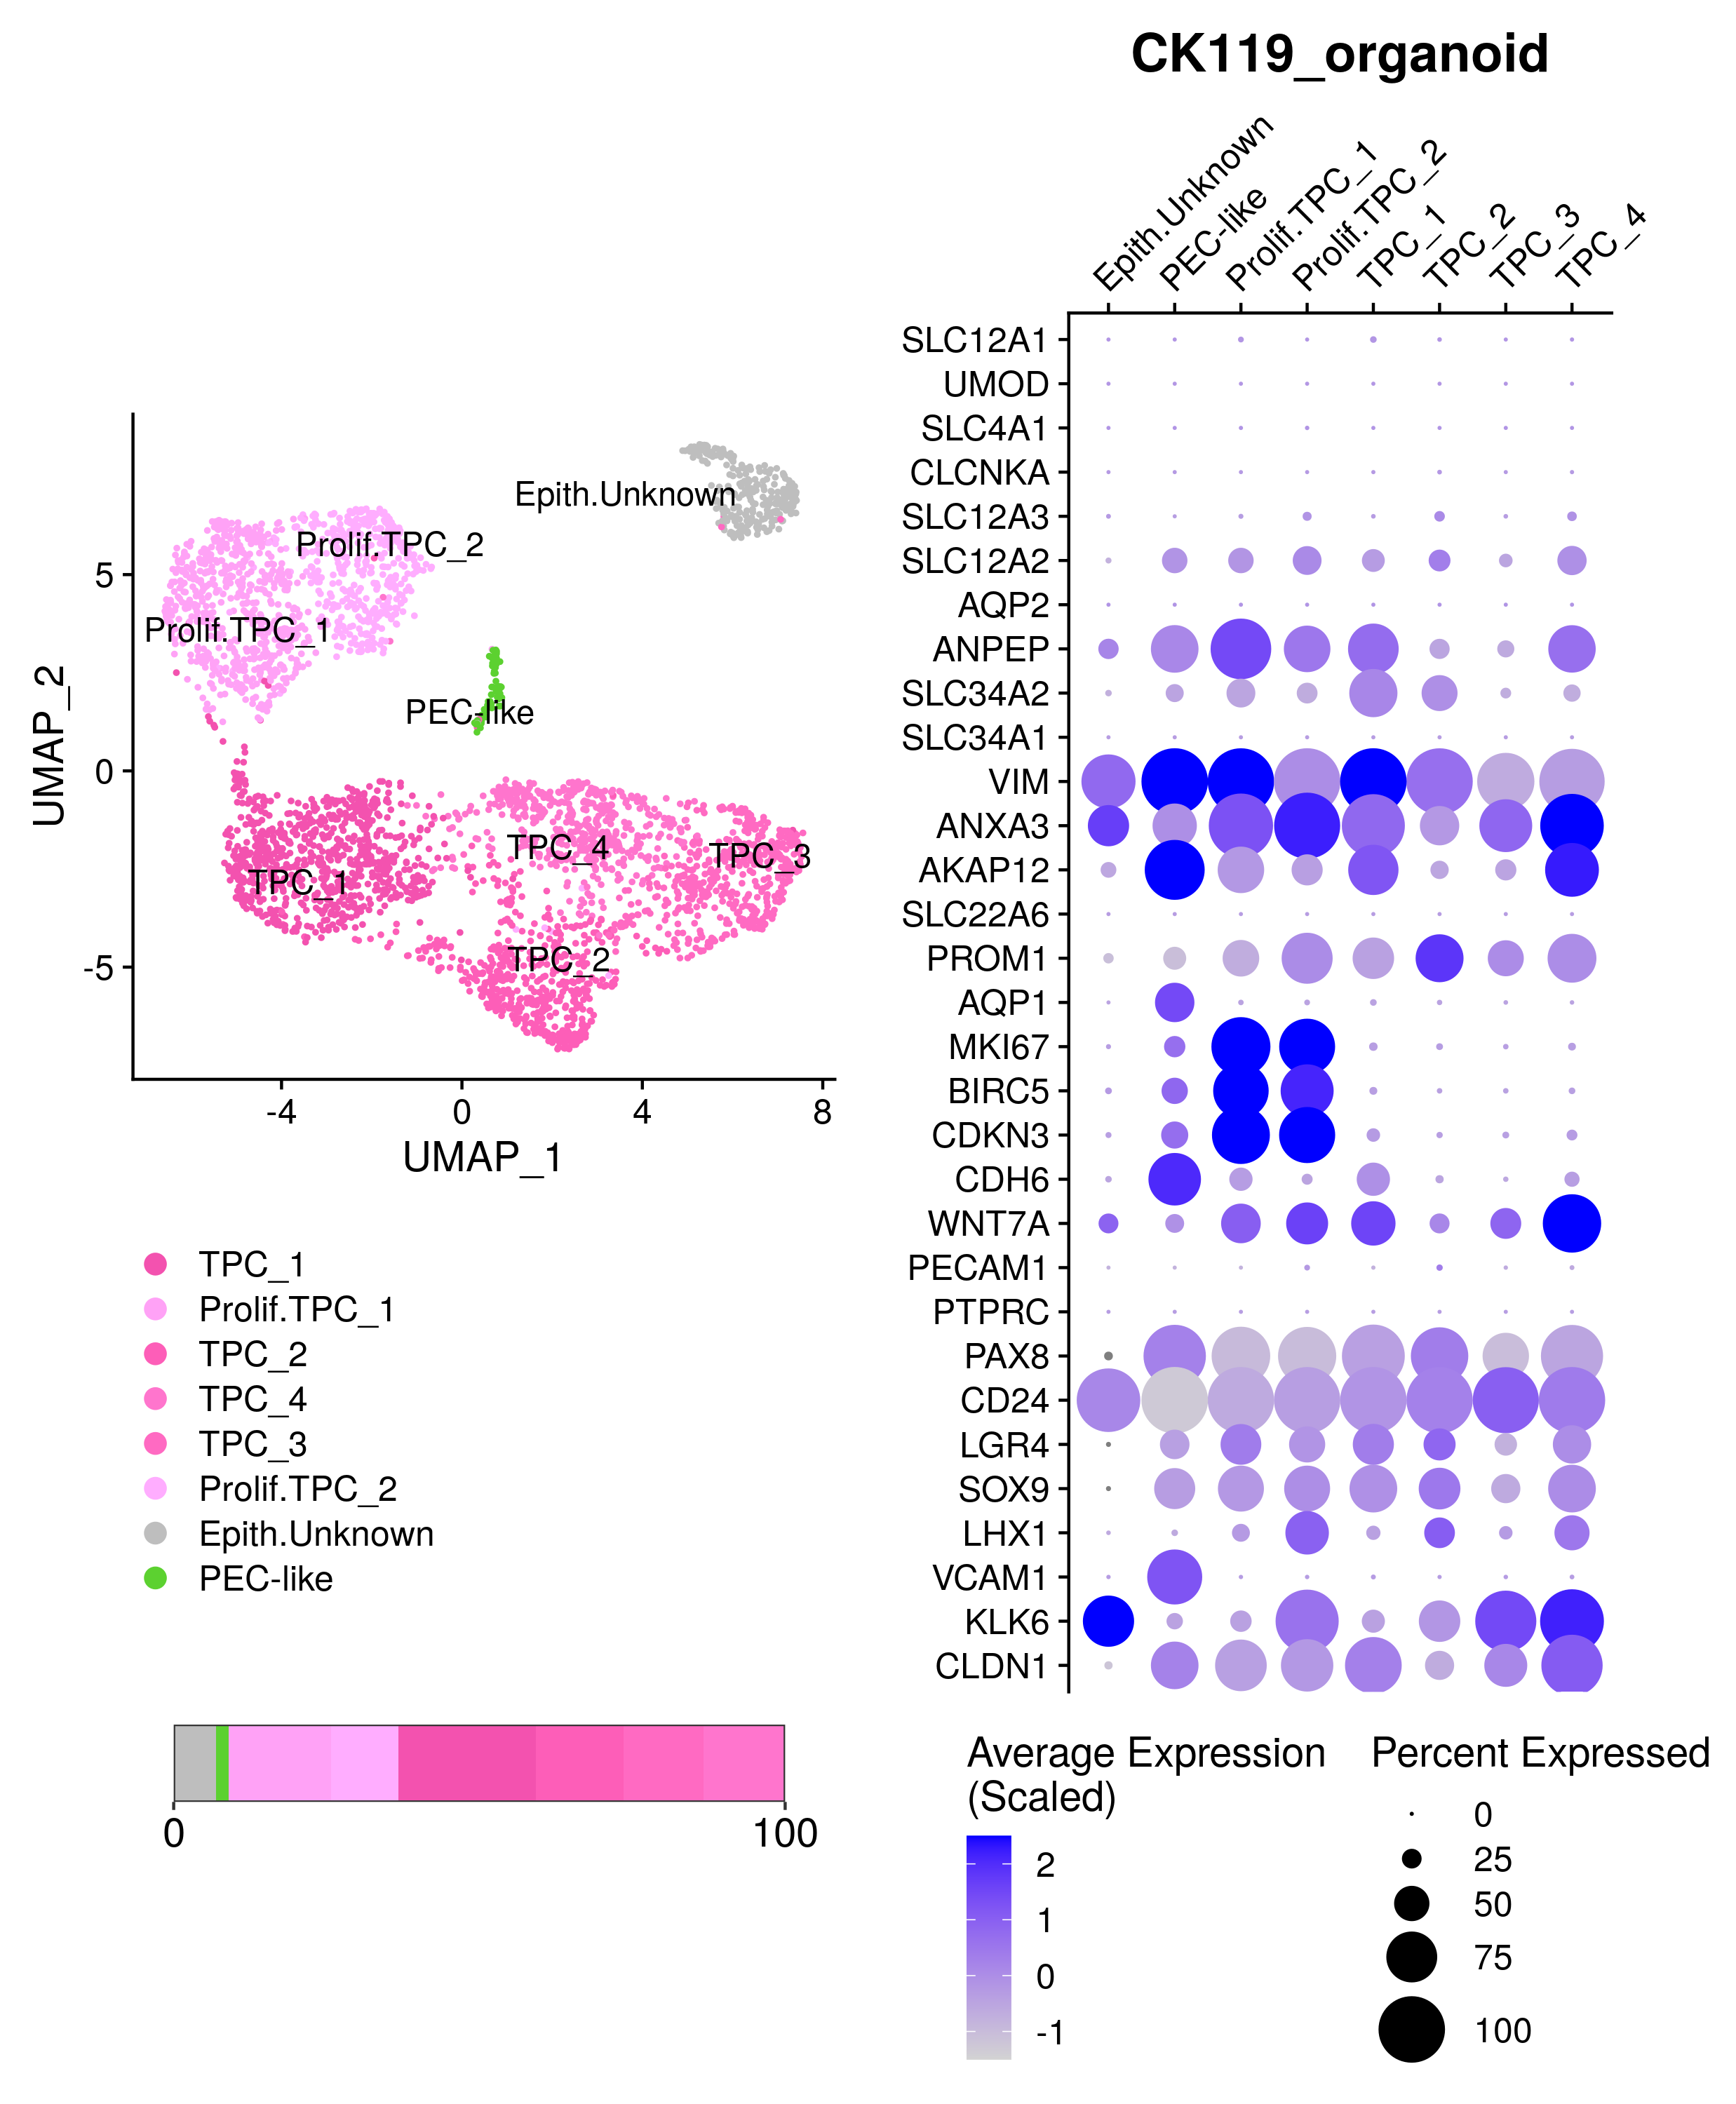 CK119_organoid
Epith.Unknown
PEC-like
Prolif.TPC_1
Prolif.TPC_2
TPC_1
TPC_2
TPC_3
TPC_4
SLC12A1
UMOD
SLC4A1
CLCNKA
SLC12A3
SLC12A2
AQP2
ANPEP
SLC34A2
SLC34A1
VIM
ANXA3
AKAP12
SLC22A6
PROM1
AQP1
MKI67
BIRC5
CDKN3
CDH6
WNT7A
PECAM1
PTPRC
PAX8
CD24
LGR4
SOX9
LHX1
VCAM1
KLK6
CLDN1
UMAP_2
5
0
-5
Epith.Unknown
Prolif.TPC_2
Prolif.TPC_1
PEC-like
TPC_4
TPC_3
TPC_1
TPC_2
-4
0
4
8
UMAP_1
TPC_1
Prolif.TPC_1
TPC_2
TPC_4
TPC_3
Prolif.TPC_2
Epith.Unknown
PEC-like
0
100
Average Expression
(Scaled)
2
1
0
-1
Percent Expressed
0
25
50
75
100